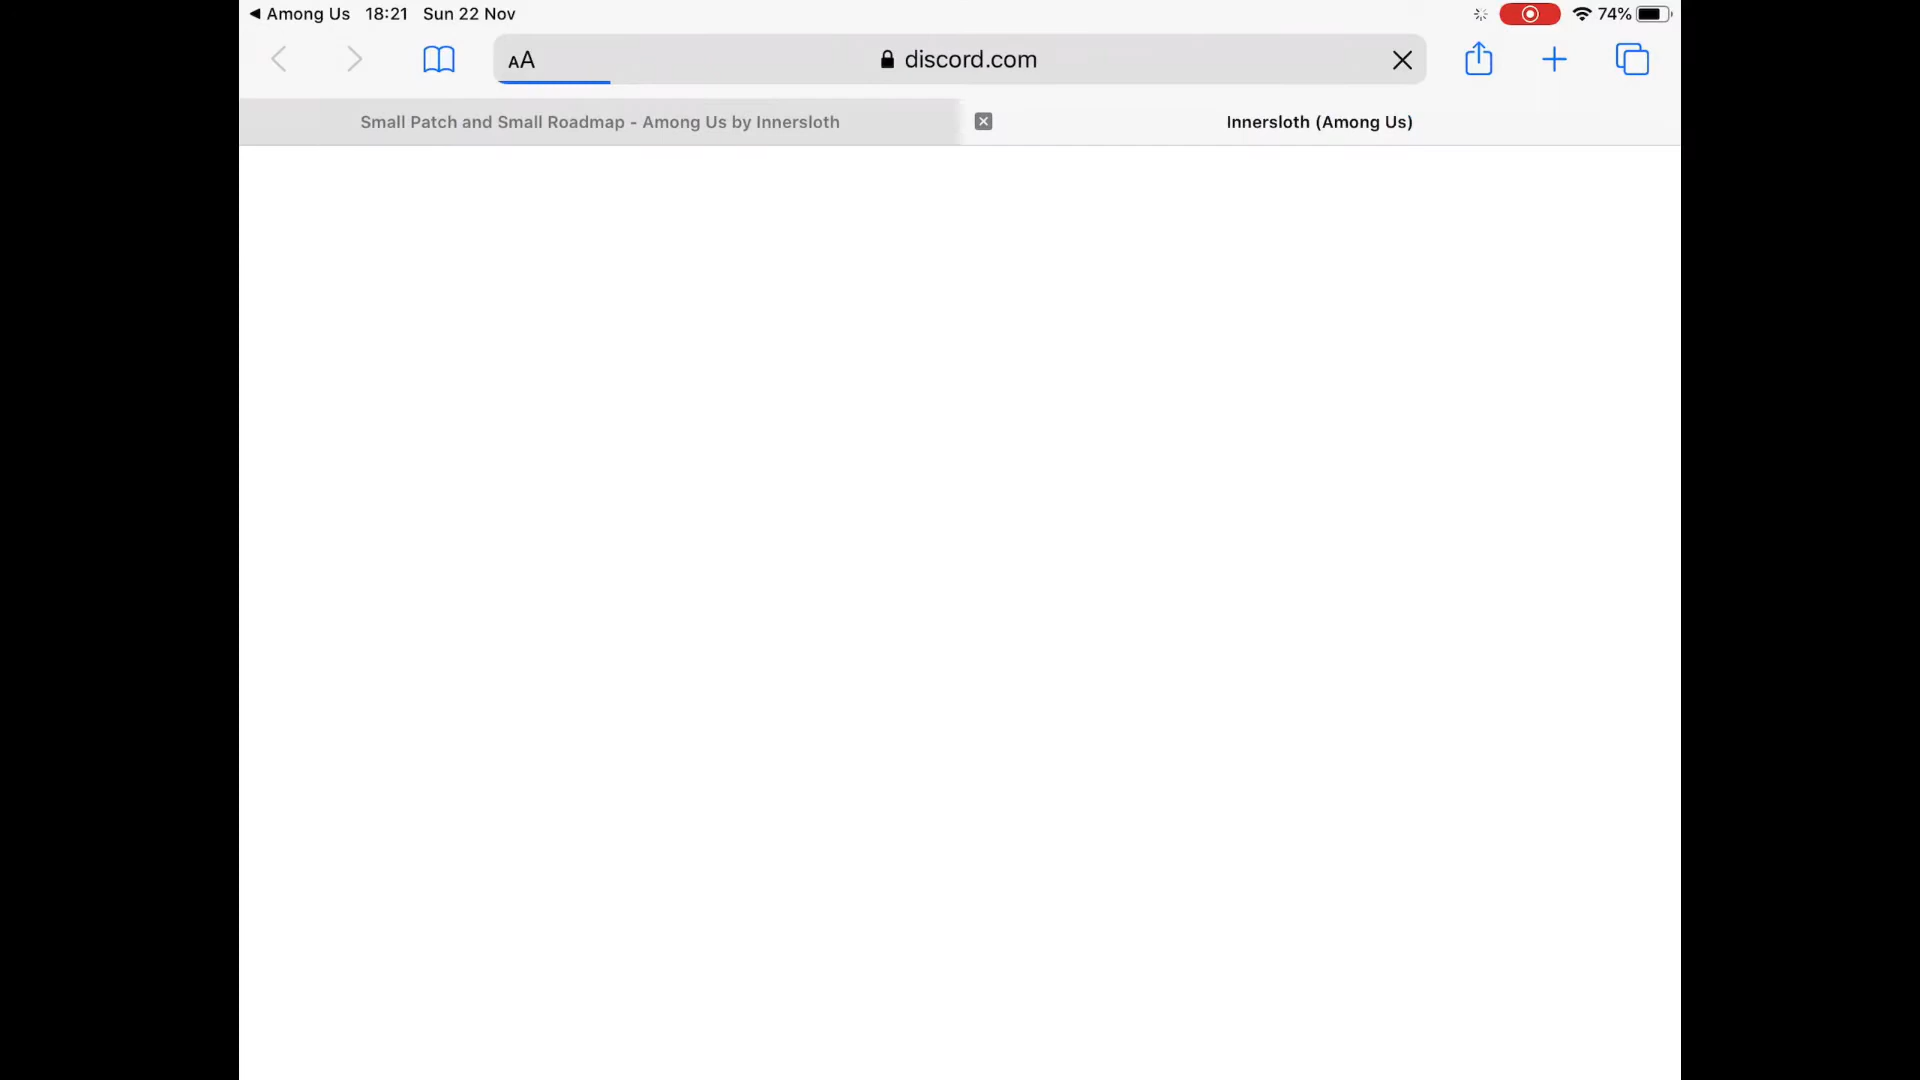 Among Us 18:21 Sun 22 Nov 74%
AA discord.com
Small Patch and Small Roadmap - Among Us by Innersloth Innersloth (Among Us)